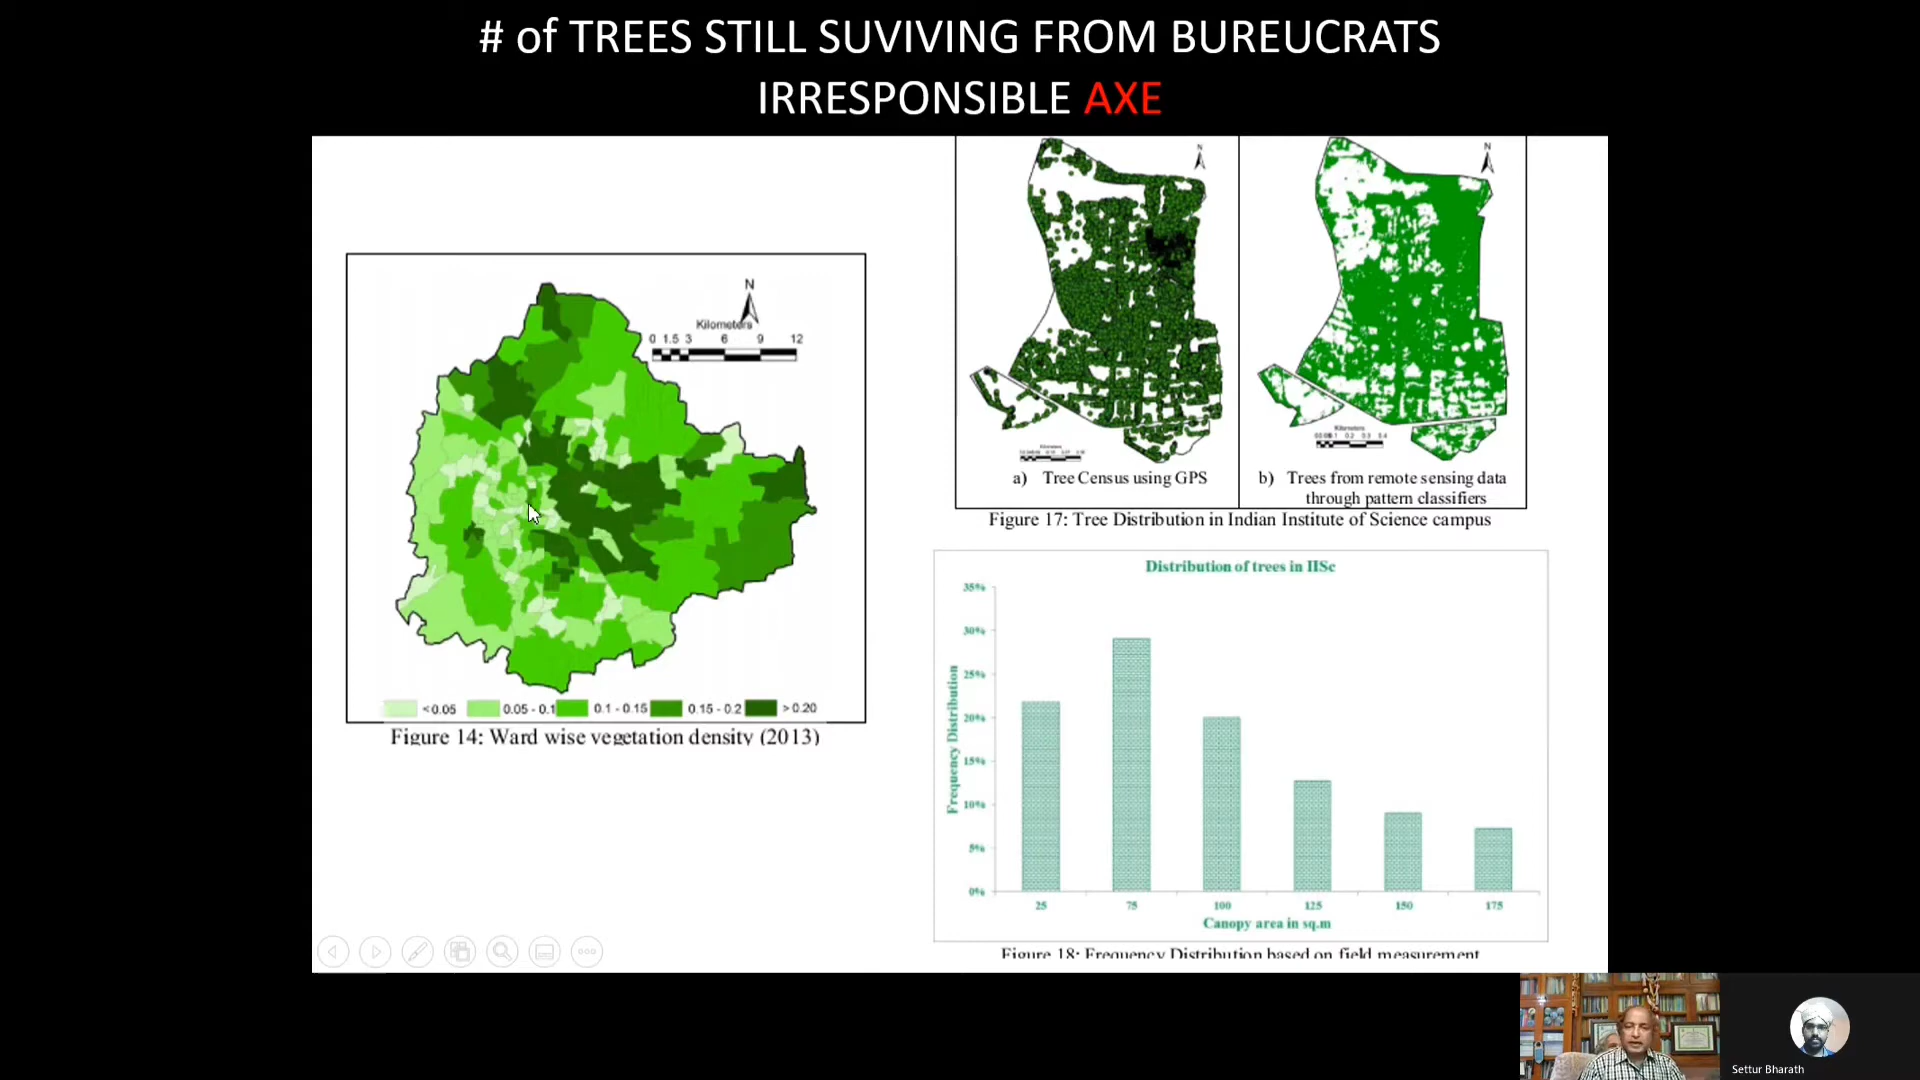 # of TREES STILL SUVIVING FROM BUREUCRATS
IRRESPONSIBLE AXE
N
Kilometers
0 1.5 3 6 9 12
<0.05 0.05 - 0.1 0.1 - 0.15 0.15 - 0.2 >0.20
Figure 14: Ward wise vegetation density (2013)
N
a) Tree Census using GPS
N
Kilometers
b) Trees from remote sensing data
through pattern classifiers
Figure 17: Tree Distribution in Indian Institute of Science campus
Distribution of trees in IISc
Frequency Distribution
35%
30%
25%
20%
15%
10%
5%
0%
25 75 100 125 150 175
Canopy area in sq.m
Figure 18: Frequency Distribution based on field measurement
Settur Bharath